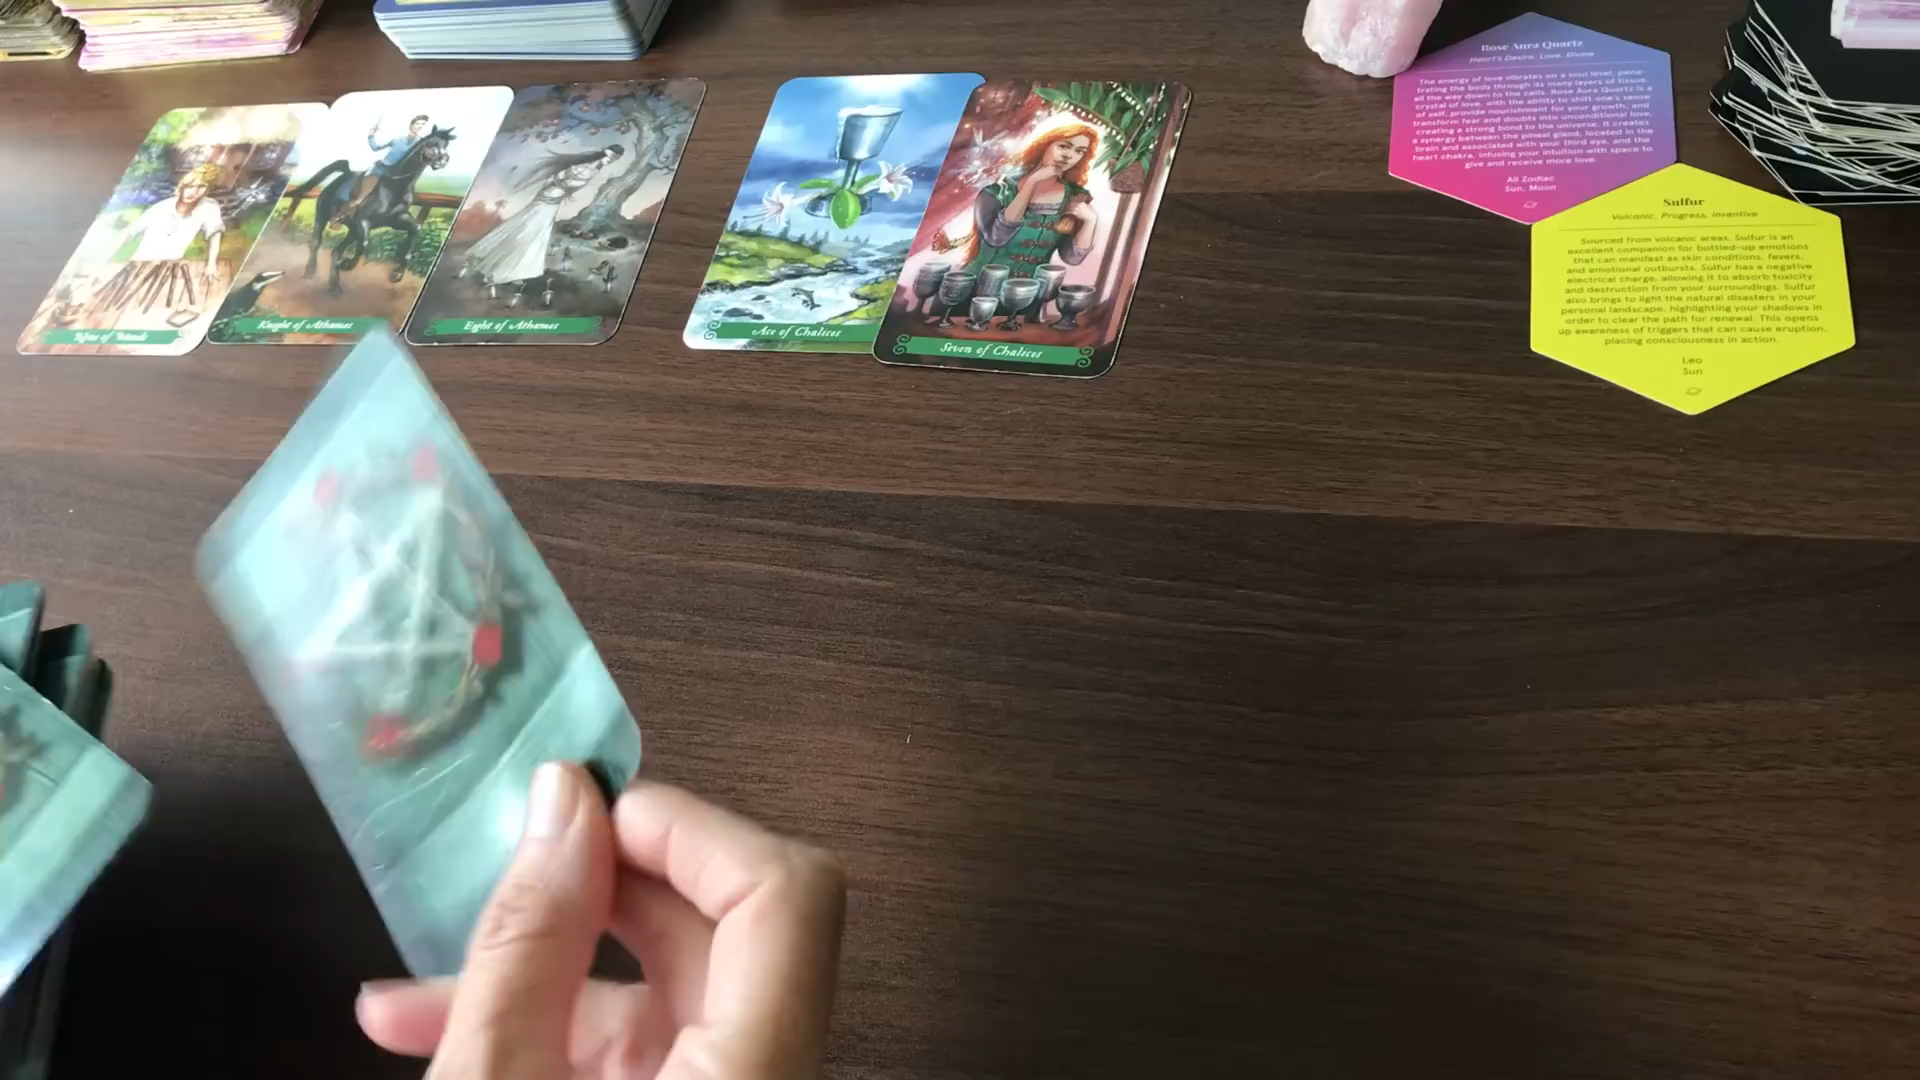 Nine of Wands
Knight of Athames
Eight of Athames
Ace of Chalices
Seven of Chalices
Rose Aura Quartz
Heart's Desire, Love, Divine
The energy of love vibrates on a soul level, pene-
trating the body through its many layers of tissue,
all the way down to the cells. Rose Aura Quartz is a
crystal of love, with the ability to shift one's sense
of self, provide nourishment for your growth, and
transform fear and doubts into unconditional love,
creating a strong bond to the universe. It creates
a synergy between the pineal gland, located in the
brain and associated with your third eye, and the
heart chakra, infusing your intuition with space to
give and receive more love.
All Zodiac
Sun, Moon
Sulfur
Volcanic, Progress, Inventive
Sourced from volcanic areas, Sulfur is an
excellent companion for bottled-up emotions
that can manifest as skin conditions, fevers,
and emotional outbursts. Sulfur has a negative
electrical charge, allowing it to absorb toxicity
and destruction from your surroundings. Sulfur
also brings to light the natural disasters in your
personal landscape, highlighting your shadows in
order to clear the path for renewal. This opens
up awareness of triggers that can cause eruption,
placing consciousness in action.
Leo
Sun